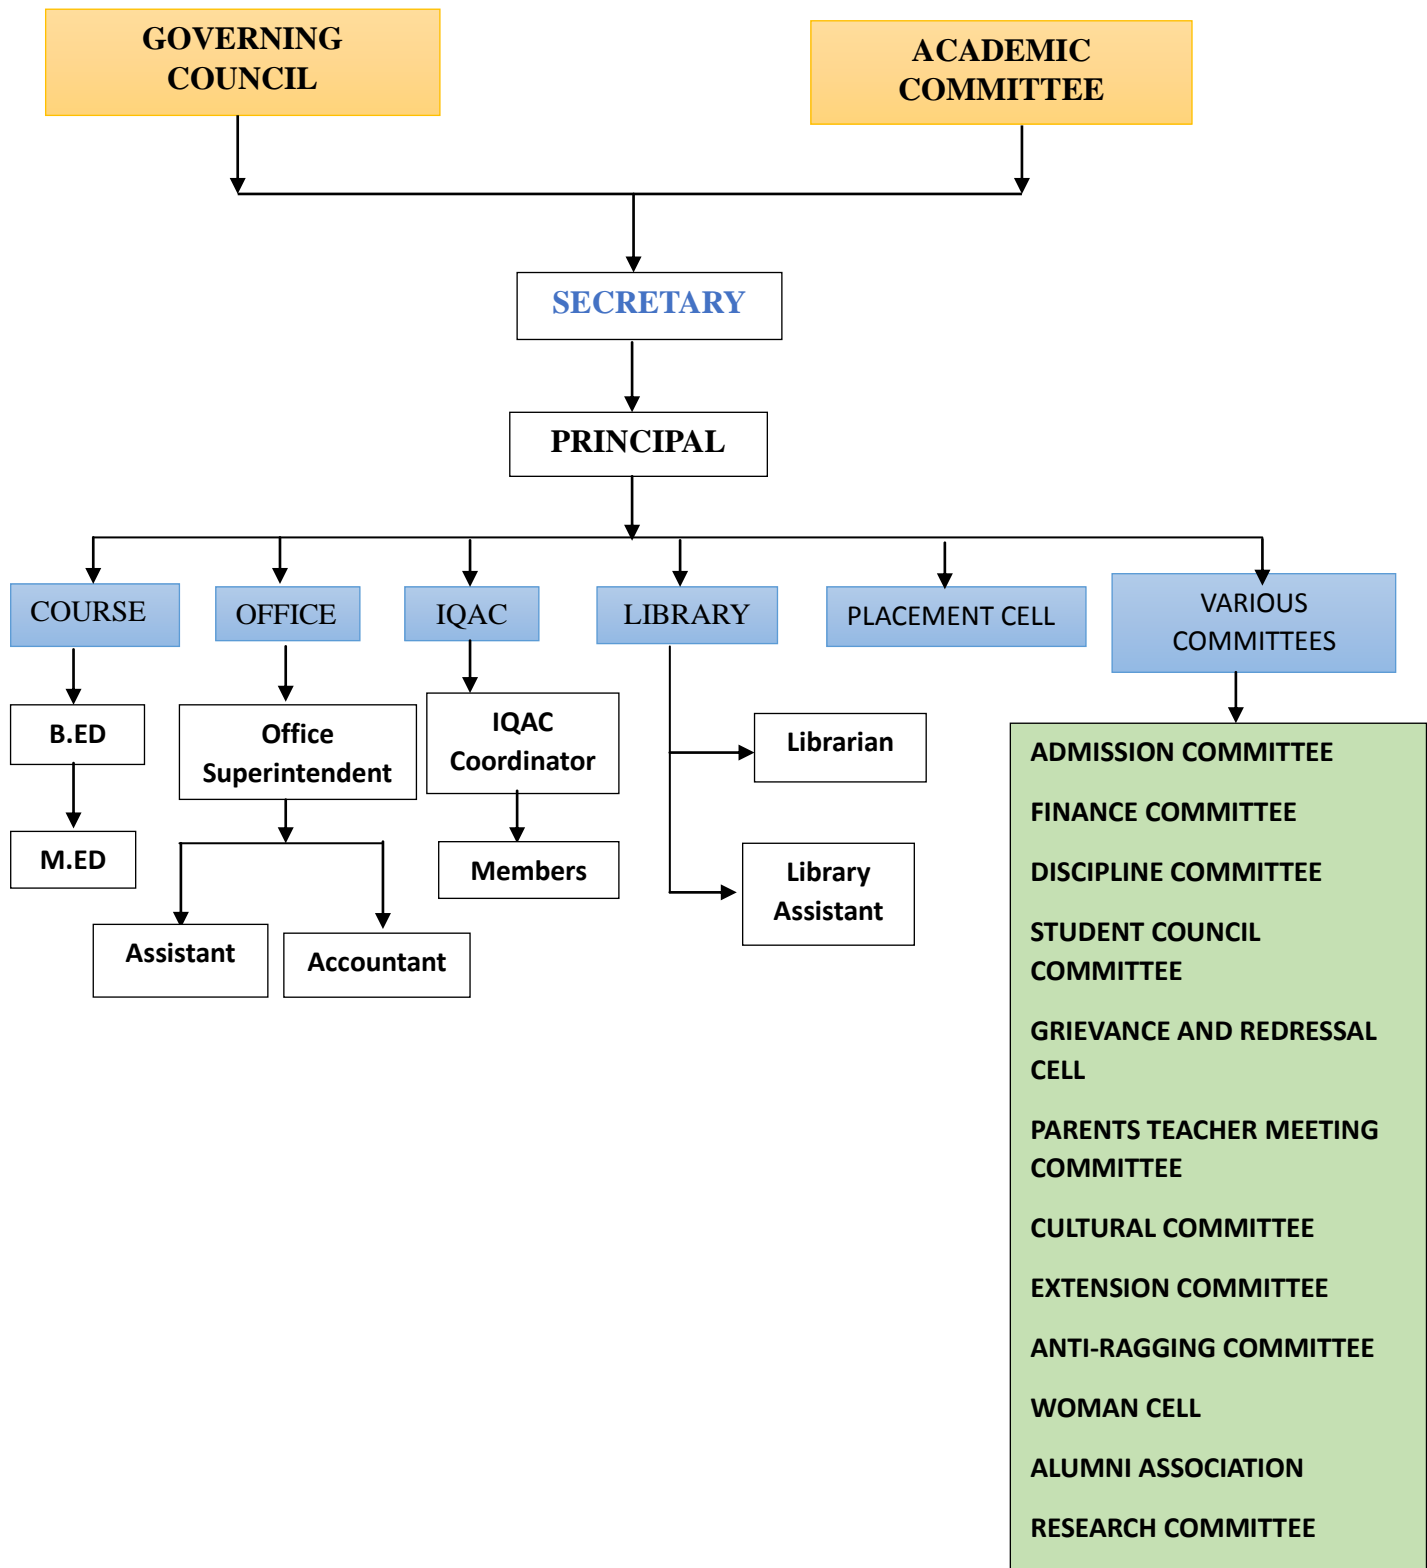 GOVERNING
COUNCIL
ACADEMIC
COMMITTEE
SECRETARY
PRINCIPAL
COURSE
OFFICE
IQAC
LIBRARY
PLACEMENT CELL
VARIOUS
COMMITTEES
B.ED
M.ED
Office
Superintendent
Assistant
Accountant
IQAC
Coordinator
Members
Librarian
Library
Assistant
ADMISSION COMMITTEE
FINANCE COMMITTEE
DISCIPLINE COMMITTEE
STUDENT COUNCIL
COMMITTEE
GRIEVANCE AND REDRESSAL
CELL
PARENTS TEACHER MEETING
COMMITTEE
CULTURAL COMMITTEE
EXTENSION COMMITTEE
ANTI-RAGGING COMMITTEE
WOMAN CELL
ALUMNI ASSOCIATION
RESEARCH COMMITTEE